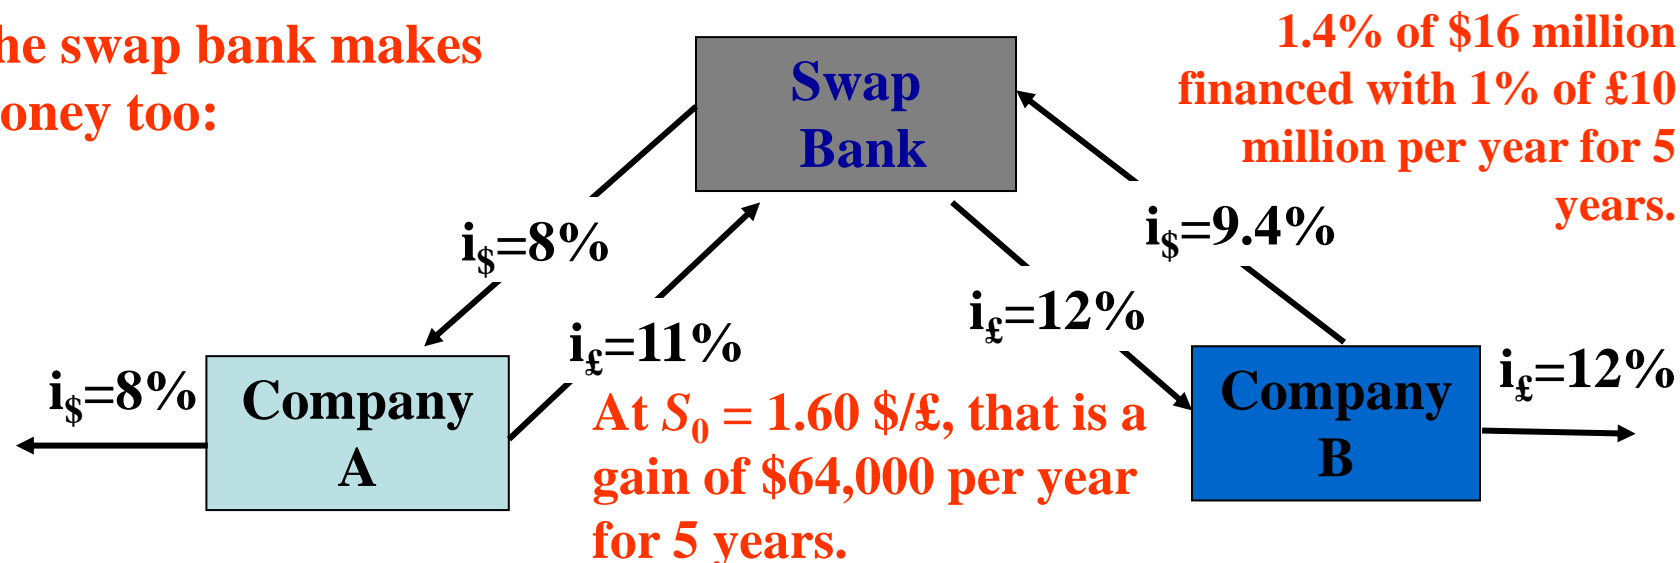 he swap bank makes
oney too:
Swap
Bank
1.4% of $16 million
financed with 1% of £10
million per year for 5
years.
i$=8%
i£=11%
i£=12%
i$=9.4%
i$=8%
Company
A
At S0 = 1.60 $/£, that is a
gain of $64,000 per year
for 5 years.
Company
B
i£=12%